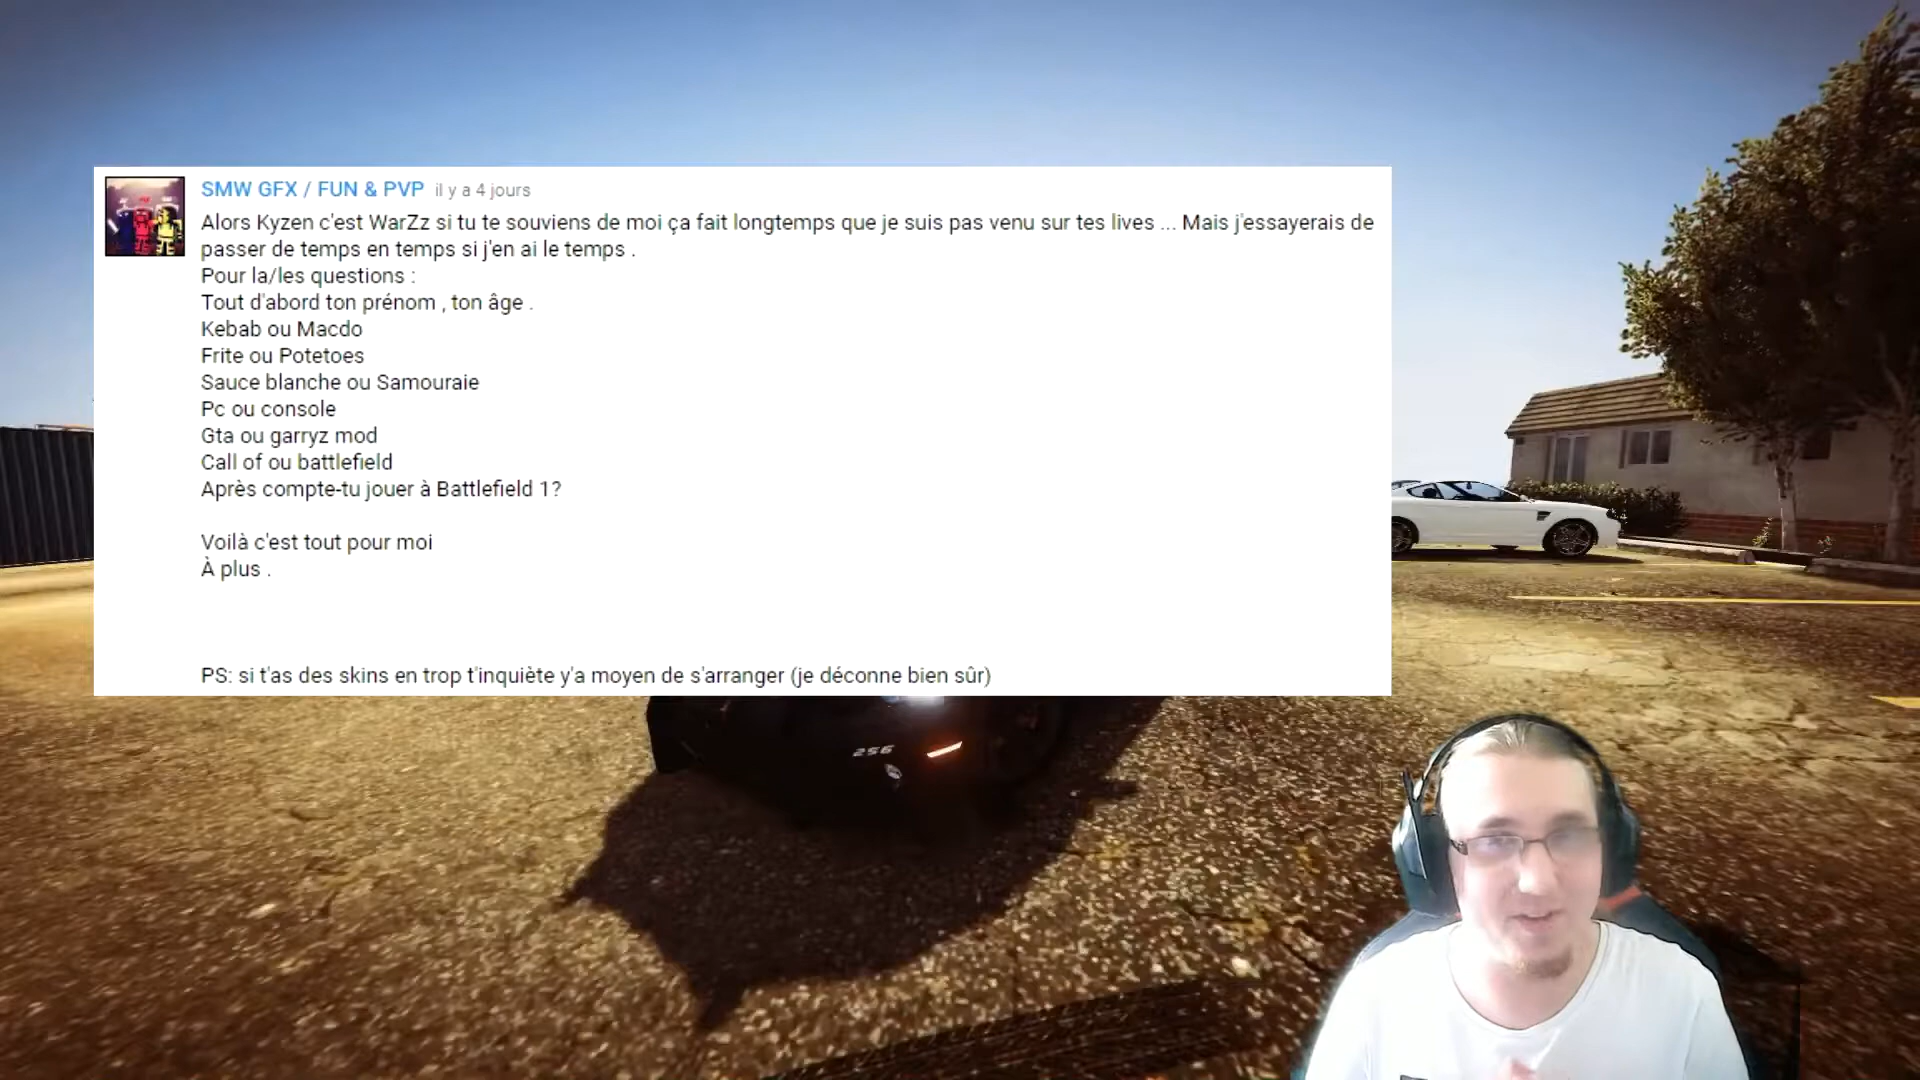 SMW GFX / FUN & PVP il y a 4 jours
Alors Kyzen c'est WarZz si tu te souviens de moi ça fait longtemps que je suis pas venu sur tes lives ... Mais j'essayerais de
passer de temps en temps si j'en ai le temps .
Pour la/les questions :
Tout d'abord ton prénom , ton âge .
Kebab ou Macdo
Frite ou Potetoes
Sauce blanche ou Samouraie
Pc ou console
Gta ou garryz mod
Call of ou battlefield
Après compte-tu jouer à Battlefield 1?
Voilà c'est tout pour moi
À plus .
PS: si t'as des skins en trop t'inquiète y'a moyen de s'arranger (je déconne bien sûr)
256